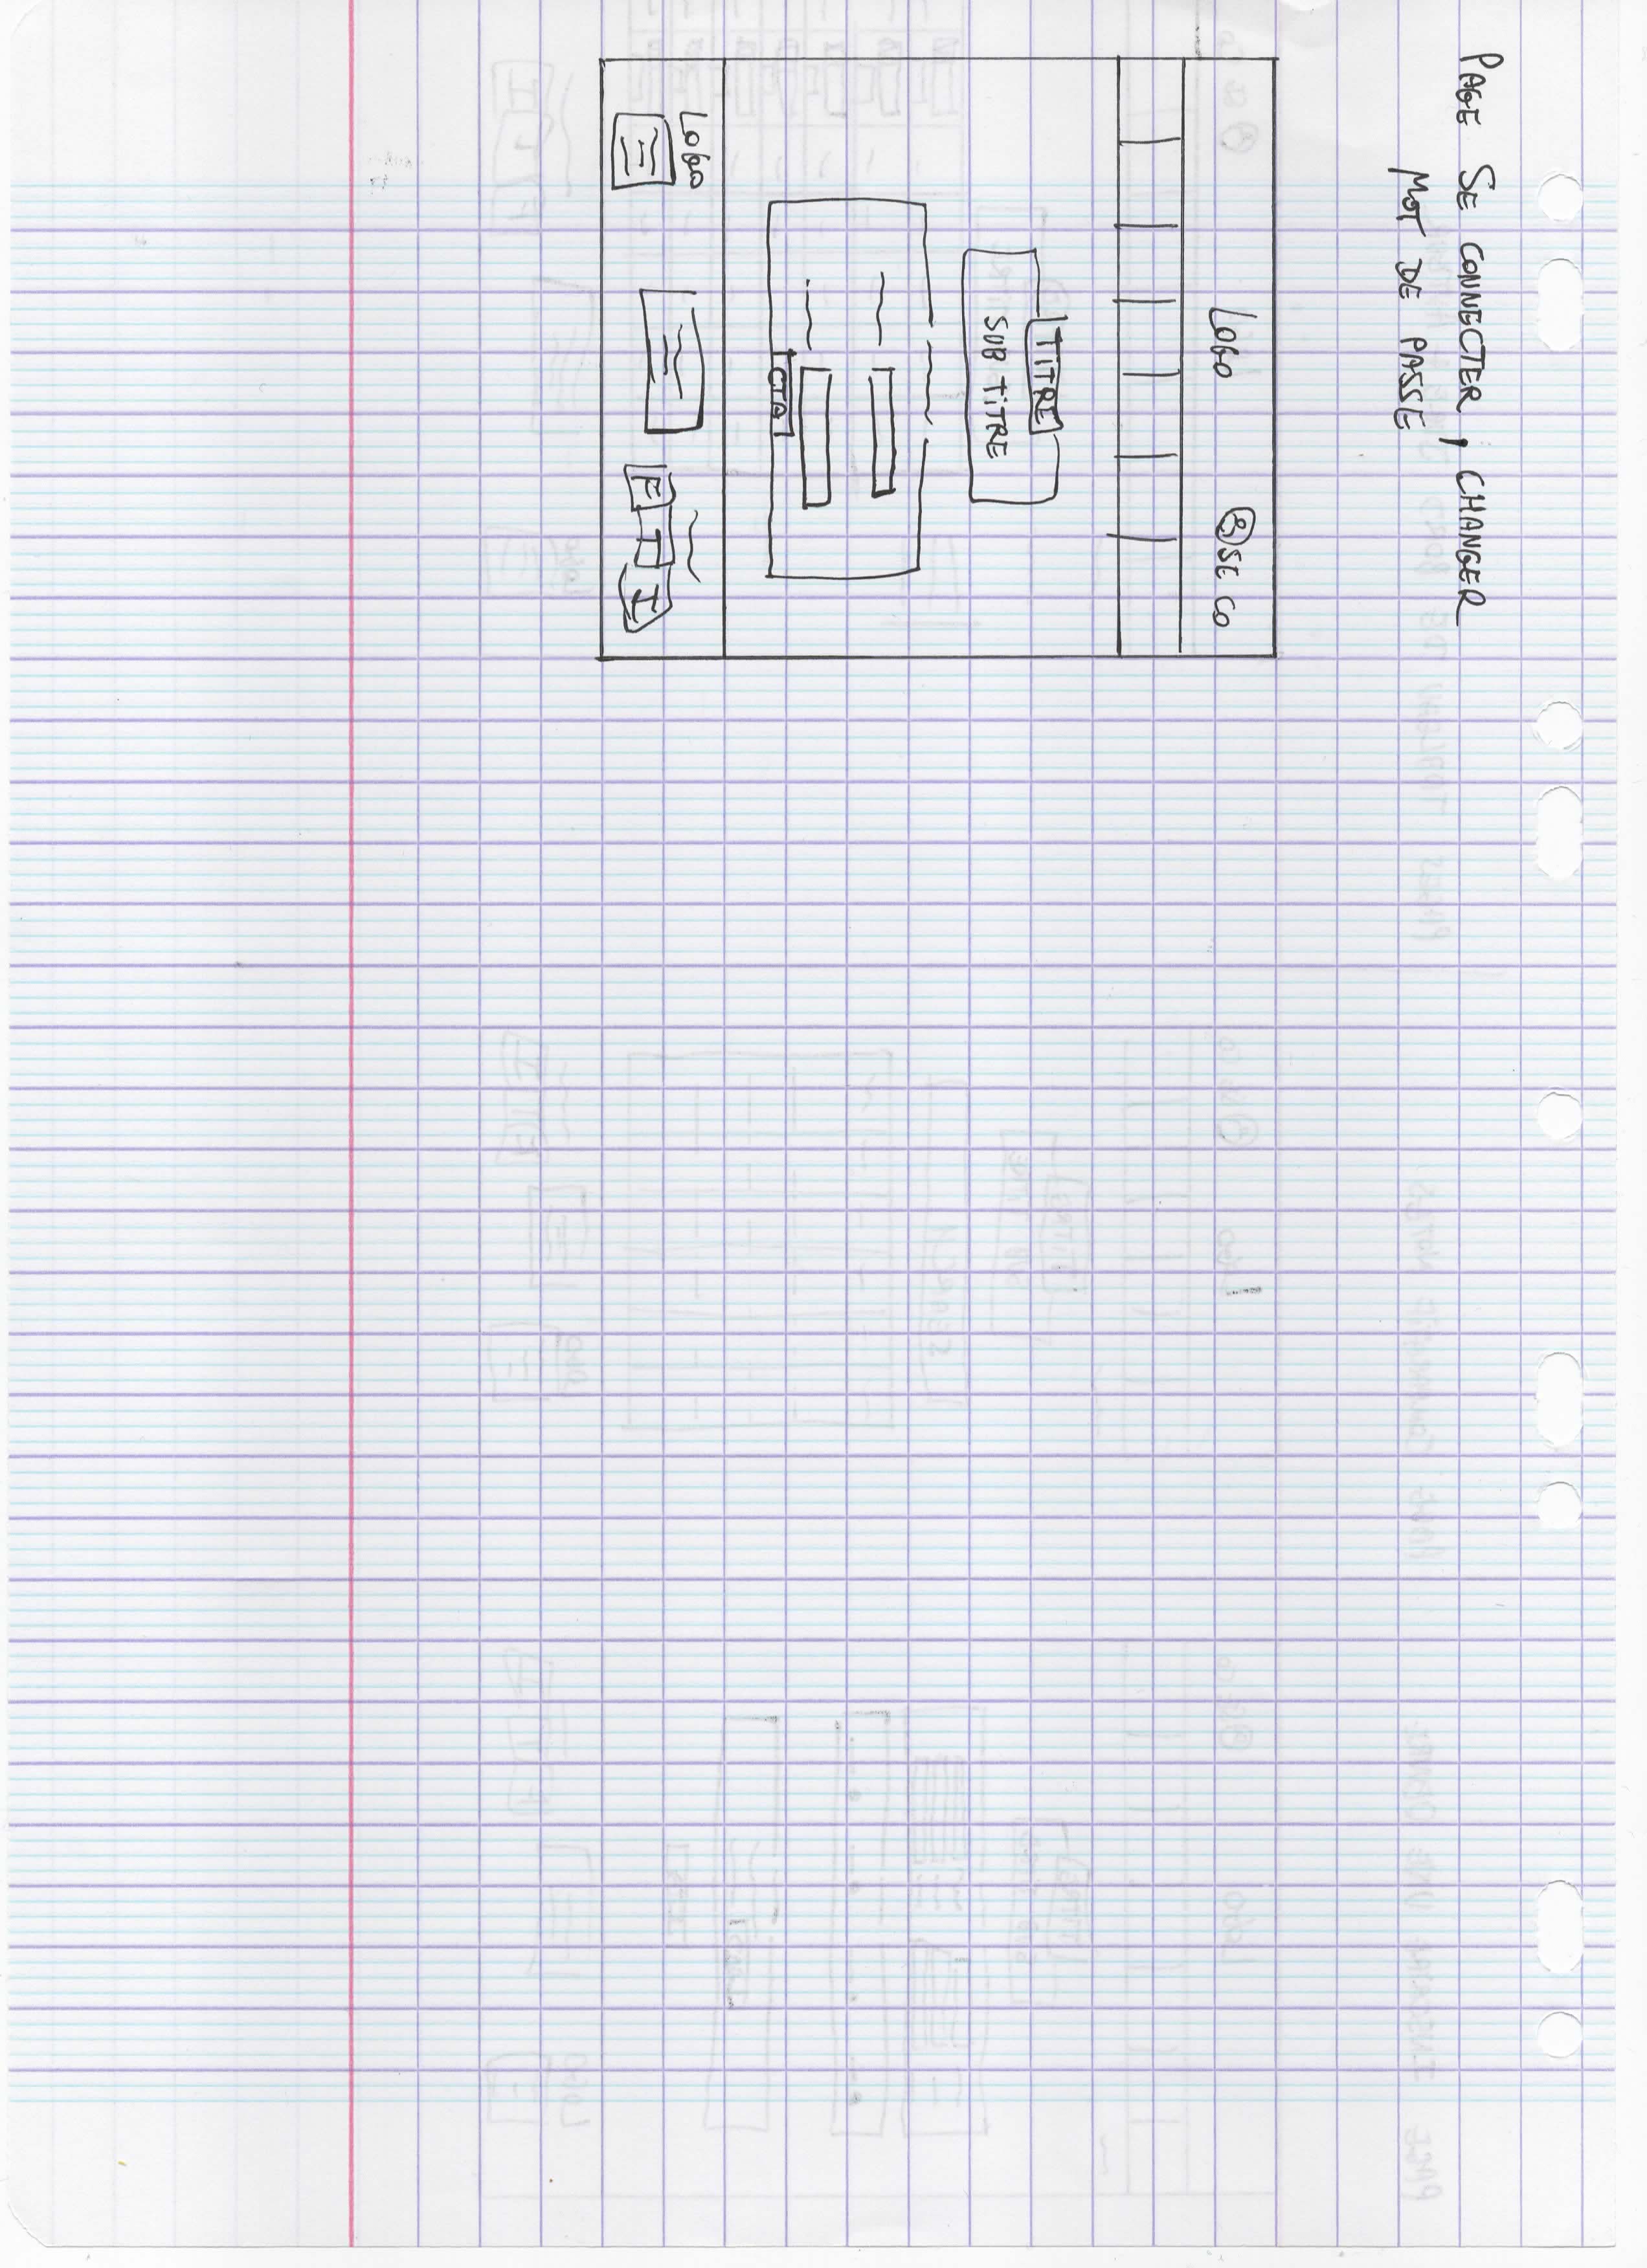 PAGE SE CONNECTER, CHANGER
MOT DE PASSE
LOGO
SE CO
TITRE
SUB TITRE
CTA
LOGO
F T I